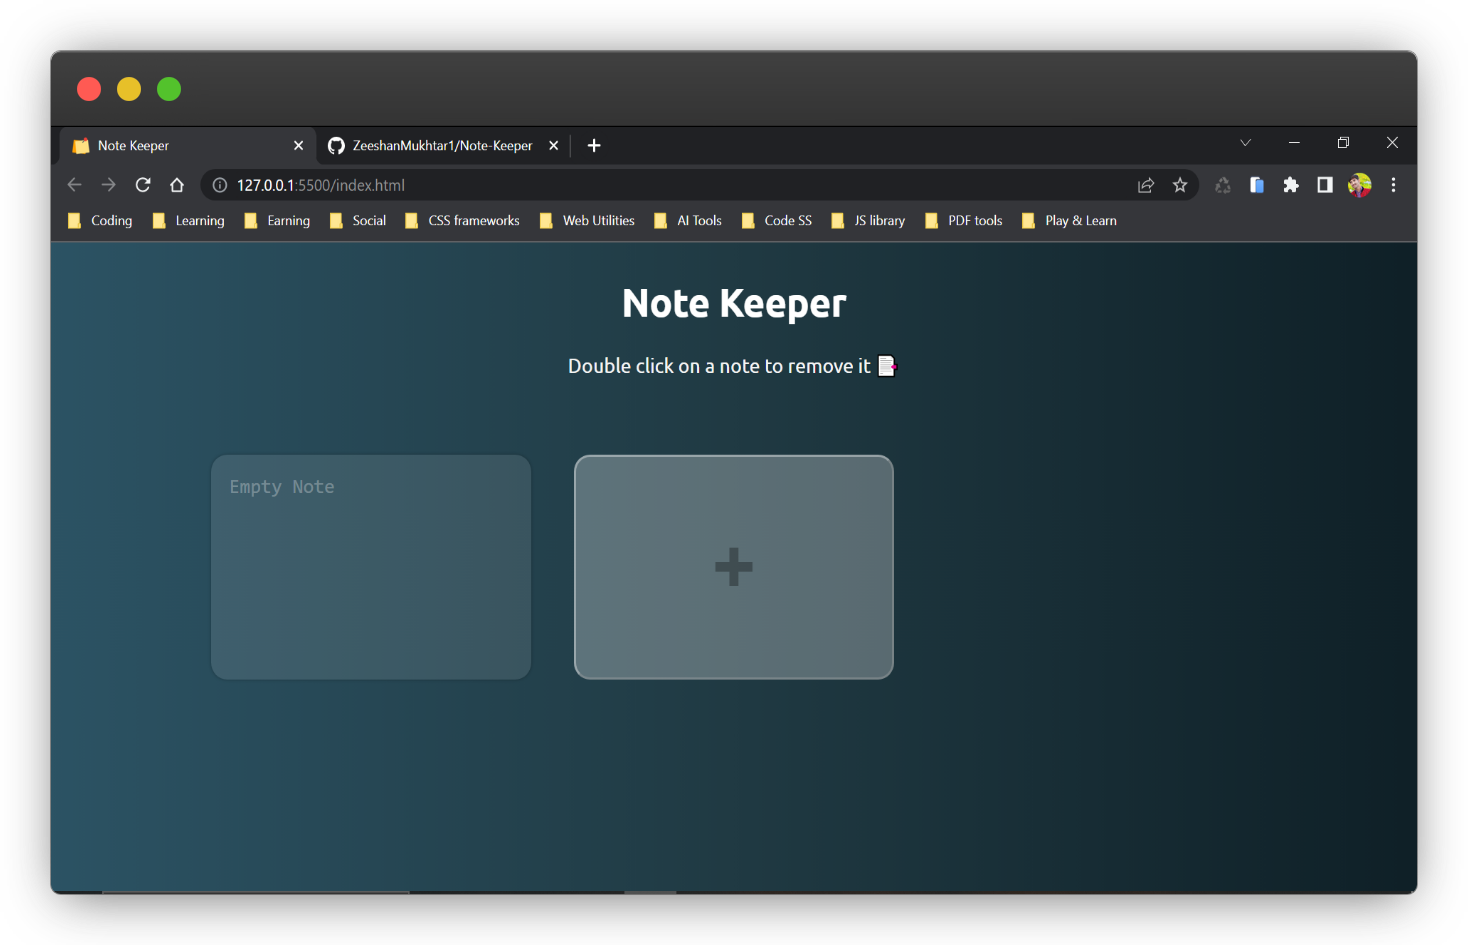 Note Keeper
ZeeshanMukhtar1/Note-Keeper
127.0.0.1:5500/index.html
Coding Learning Earning Social CSS frameworks Web Utilities AI Tools Code SS JS library PDF tools Play & Learn
Note Keeper
Double click on a note to remove it
Empty Note